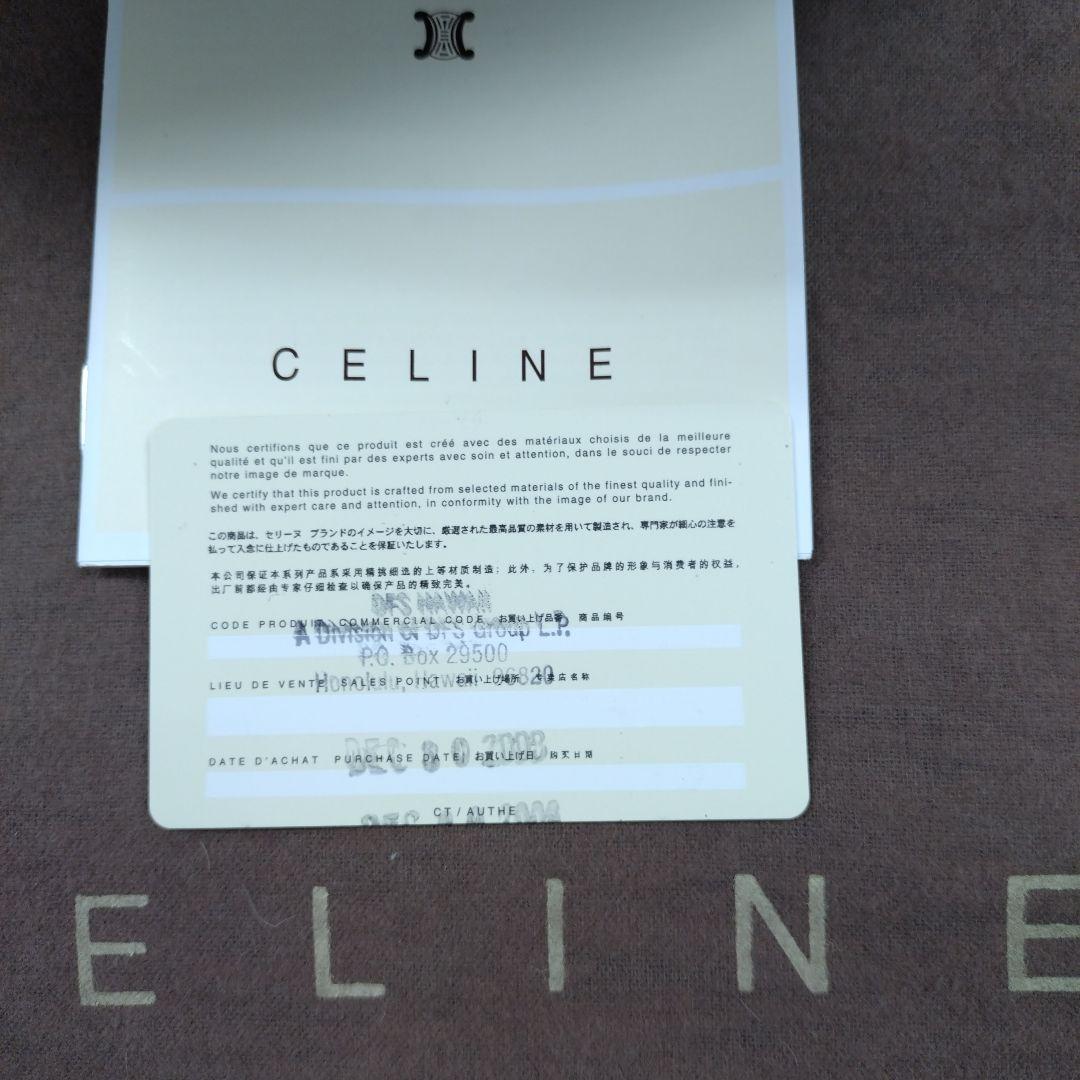 CELINE
Nous certifions que ce produit est créé avec des matériaux choisis de la meilleure
qualité et qu'il est fini par des experts avec soin et attention, dans le souci de respecter
notre image de marque.
We certify that this product is crafted from selected materials of the finest quality and fini-
shed with expert care and attention, in conformity with the image of our brand.
この商品は、セリーヌ ブランドのイメージを大切に、厳選された最高品質の素材を用いて製造され、専門家が細心の注意を
払って入念に仕上げたものであることを保証いたします。
本公司保证本系列产品系采用精挑细选的上等材质制造；此外，为了保护品牌的形象与消费者的权益，
出厂前都经由专家仔细检查以确保产品的精致完美。
DFS HAWAII
CODE PRODUIT COMMERCIAL CODE お買い上げ品番 商品编号
A Division of DFS Group L.P.
P.O. Box 29500
LIEU DE VENTE SALES POINT お買い上げ場所 专卖店名称
Honolulu, Hawaii 96820
DATE D'ACHAT PURCHASE DATE お買い上げ日 购买日期
DEC 30
CT / AUTHE
ELINE